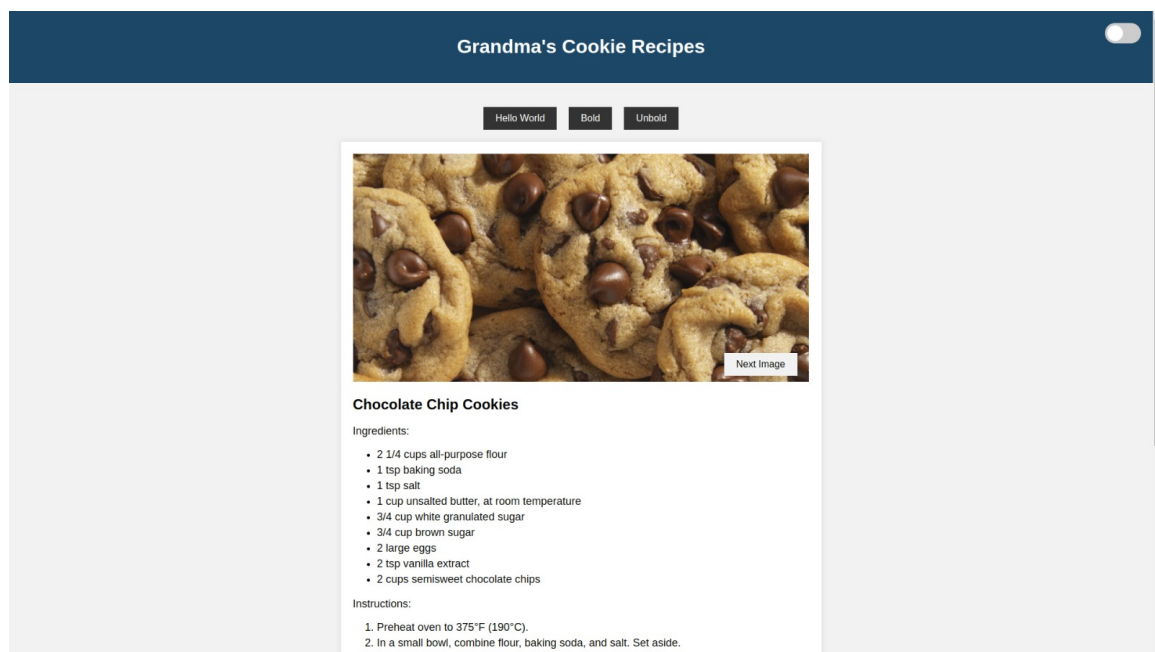 Grandma's Cookie Recipes
Hello World
Bold
Unbold
Next Image
Chocolate Chip Cookies
Ingredients:
• 2 1/4 cups all-purpose flour
• 1 tsp baking soda
• 1 tsp salt
• 1 cup unsalted butter, at room temperature
• 3/4 cup white granulated sugar
• 3/4 cup brown sugar
• 2 large eggs
• 2 tsp vanilla extract
• 2 cups semisweet chocolate chips
Instructions:
1. Preheat oven to 375°F (190°C).
2. In a small bowl, combine flour, baking soda, and salt. Set aside.